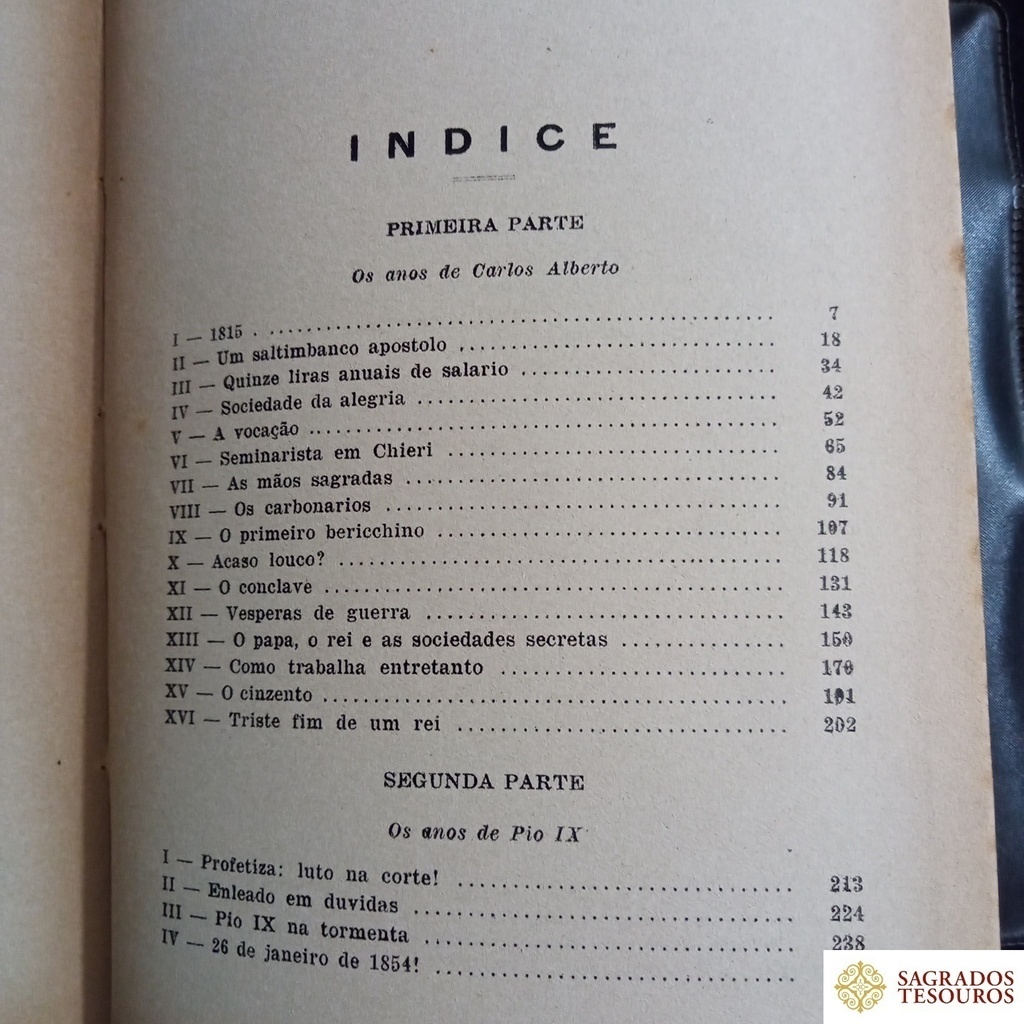 INDICE
PRIMEIRA PARTE
Os anos de Carlos Alberto
I — 1815 . .................................................. 7
II — Um saltimbanco apostolo .............................. 18
III — Quinze liras anuais de salario ........................ 34
IV — Sociedade da alegria ................................. 42
V — A vocação ........................................... 52
VI — Seminarista em Chieri ............................... 65
VII — As mãos sagradas .................................. 84
VIII — Os carbonarios .................................... 91
IX — O primeiro bericchino ............................... 107
X — Acaso louco? ........................................ 118
XI — O conclave ......................................... 131
XII — Vesperas de guerra ................................. 143
XIII — O papa, o rei e as sociedades secretas ............... 150
XIV — Como trabalha entretanto .......................... 170
XV — O cinzento ......................................... 191
XVI — Triste fim de um rei .............................. 202
SEGUNDA PARTE
Os anos de Pio IX
I — Profetiza: luto na corte! .............................. 213
II — Enleado em duvidas .................................. 224
III — Pio IX na tormenta ................................. 238
IV — 26 de janeiro de 1854! ................................
SAGRADOS
TESOUROS